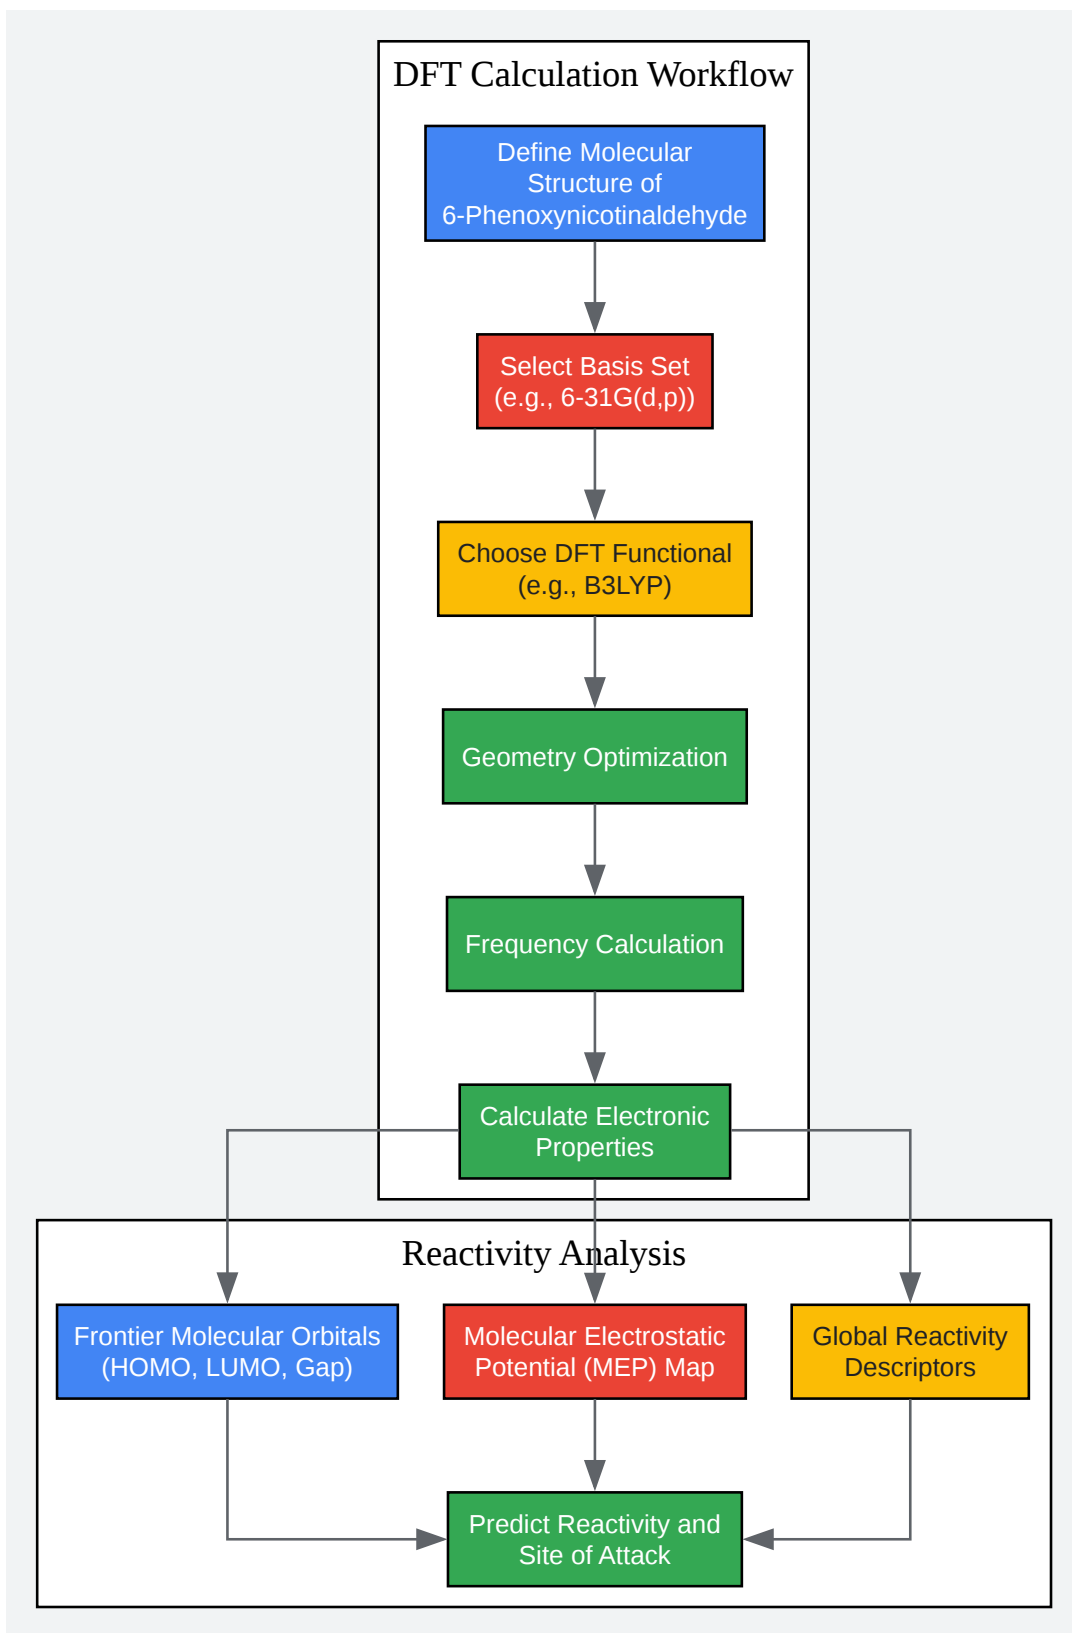 DFT Calculation Workflow
Define Molecular
Structure of
6-Phenoxynicotinaldehyde
Select Basis Set
(e.g., 6-31G(d,p))
Choose DFT Functional
(e.g., B3LYP)
Geometry Optimization
Frequency Calculation
Calculate Electronic
Properties
Reactivity Analysis
Frontier Molecular Orbitals
(HOMO, LUMO, Gap)
Molecular Electrostatic
Potential (MEP) Map
Global Reactivity
Descriptors
Predict Reactivity and
Site of Attack